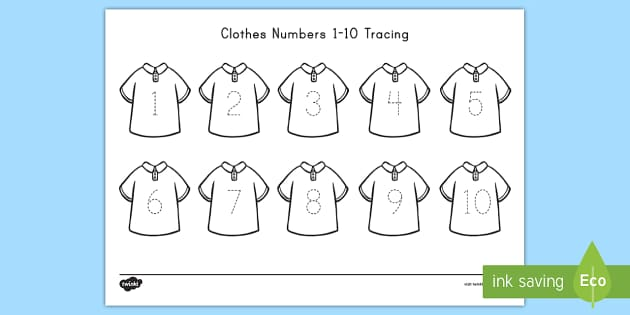 Clothes Numbers 1-10 Tracing
1 2 3 4 5
6 7 8 9 10
twinkl
ink saving Eco